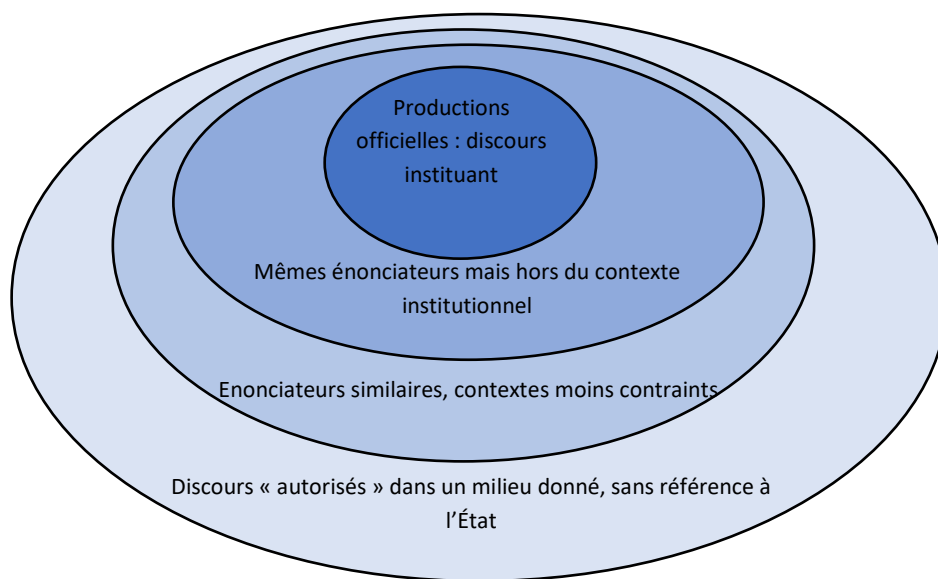 Productions
officielles : discours
instituant
Mêmes énonciateurs mais hors du contexte
institutionnel
Enonciateurs similaires, contextes moins contraints
Discours « autorisés » dans un milieu donné, sans référence à
l’État